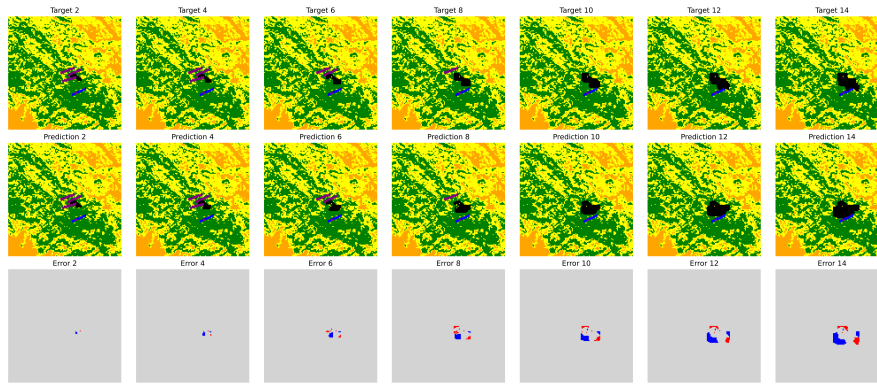 Target 2 Target 4 Target 6 Target 8 Target 10 Target 12 Target 14
Prediction 2 Prediction 4 Prediction 6 Prediction 8 Prediction 10 Prediction 12 Prediction 14
Error 2 Error 4 Error 6 Error 8 Error 10 Error 12 Error 14